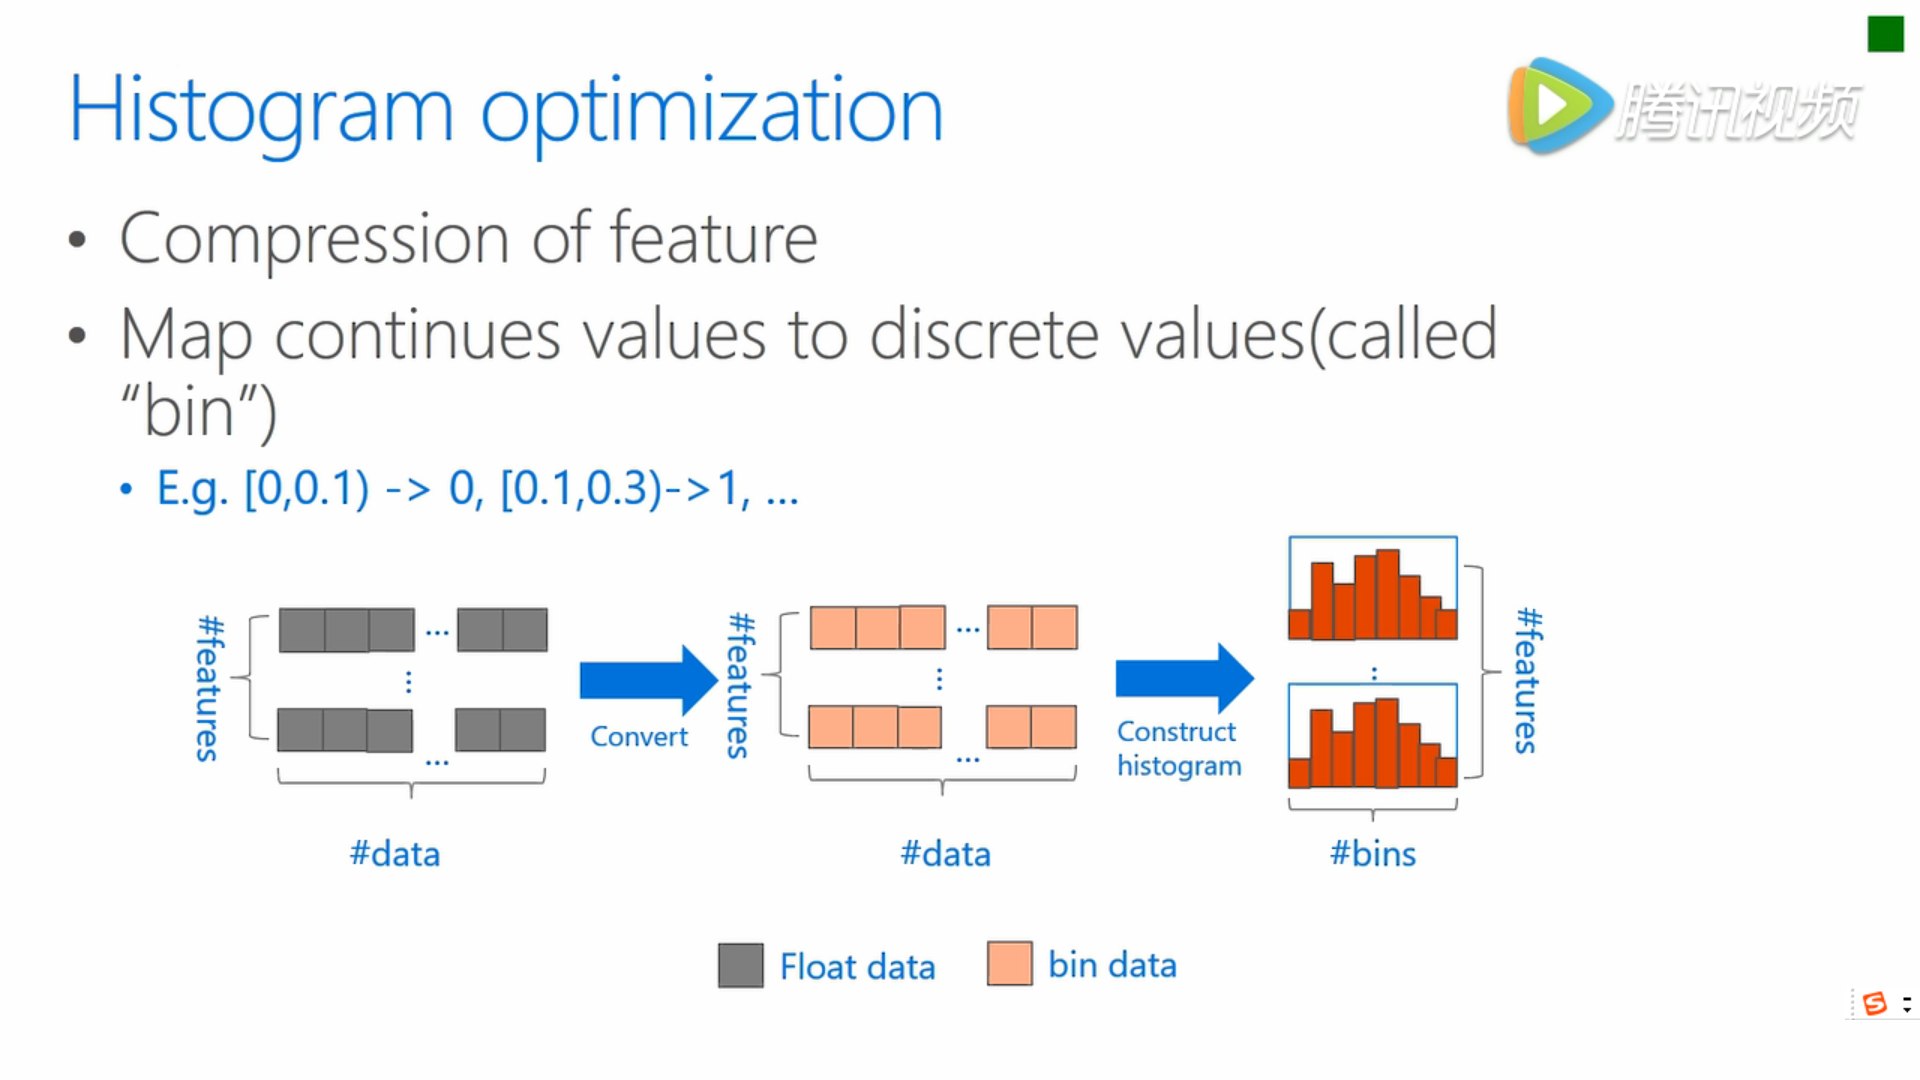 Histogram optimization
腾讯视频
• Compression of feature
• Map continues values to discrete values(called
“bin”)
• E.g. [0,0.1) -> 0, [0.1,0.3)->1, ...
#features
...
...
...
Convert
#data
#features
...
...
...
Construct
histogram
#data
:
#features
#bins
Float data
bin data
S